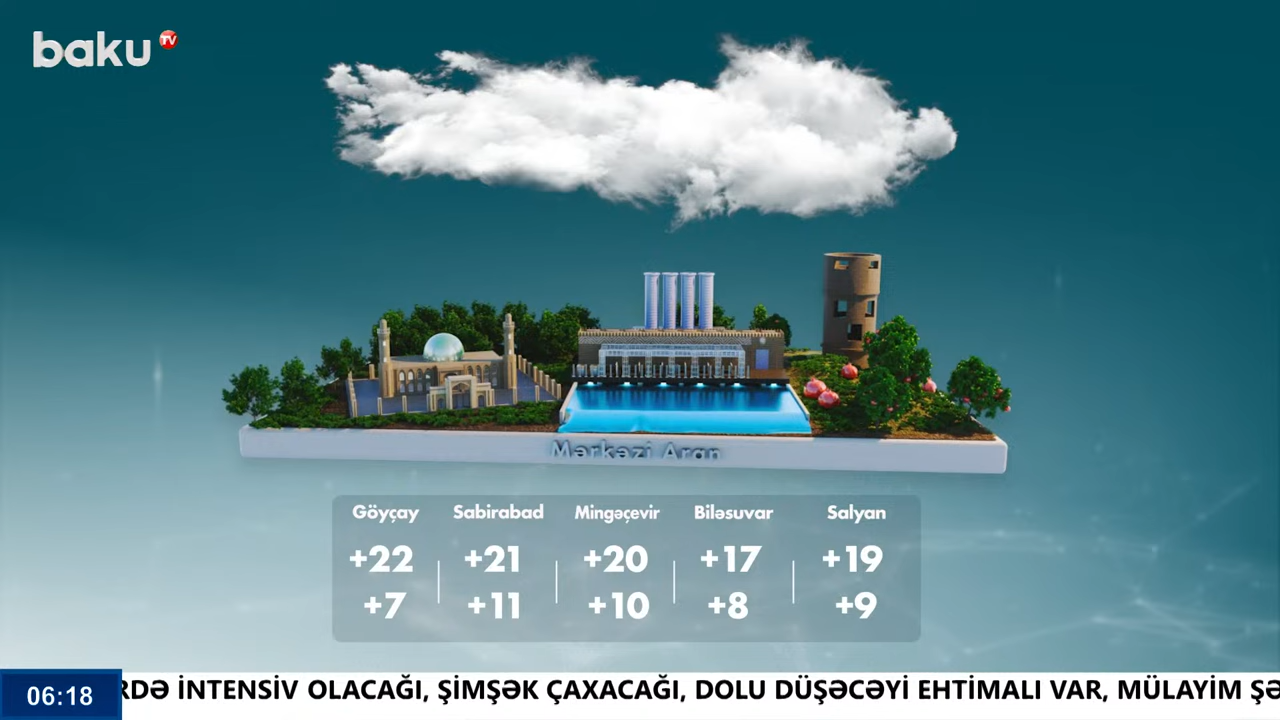 baku TV
Mərkəzi Aran
Göyçay Sabirabad Mingəçevir Biləsuvar Salyan
+22 +21 +20 +17 +19
+7 +11 +10 +8 +9
06:18
RDƏ İNTENSİV OLACAĞI, ŞİMŞƏK ÇAXACAĞI, DOLU DÜŞƏCƏYİ EHTİMALI VAR, MÜLAYİM ŞƏ